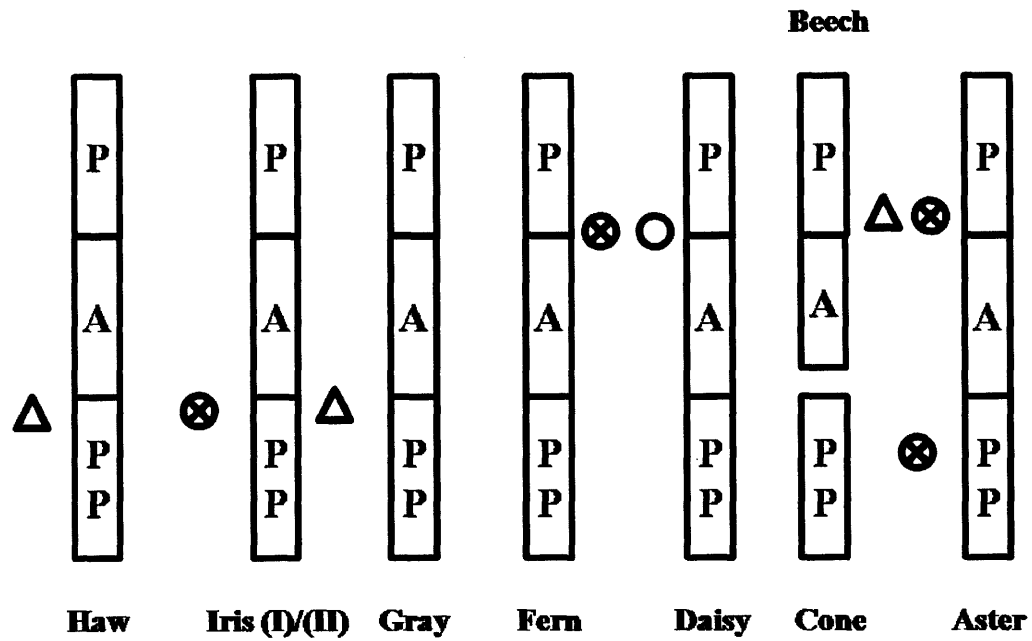 Beech
P P P P P P P
A A A A A A A
P P P P P P P
P P P P P P P
Haw Iris (I)/(II) Gray Fern Daisy Cone Aster